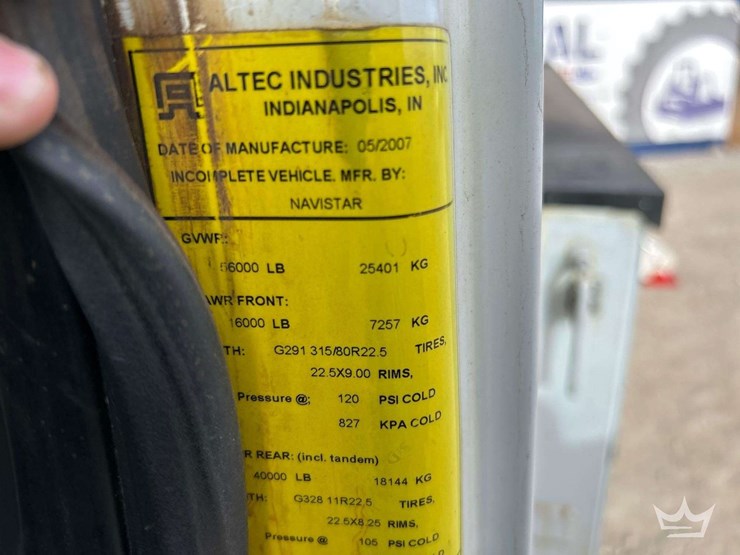 ALTEC INDUSTRIES, INC
INDIANAPOLIS, IN
DATE OF MANUFACTURE: 05/2007
INCOMPLETE VEHICLE. MFR. BY:
NAVISTAR
GVWR:
56000 LB 25401 KG
AWR FRONT:
16000 LB 7257 KG
TH: G291 315/80R22.5 TIRES,
22.5X9.00 RIMS,
Pressure @; 120 PSI COLD
827 KPA COLD
R REAR: (incl. tandem)
40000 LB 18144 KG
TH: G328 11R22.5 TIRES,
22.5X8.25 RIMS,
Pressure @ 105 PSI COLD
AL